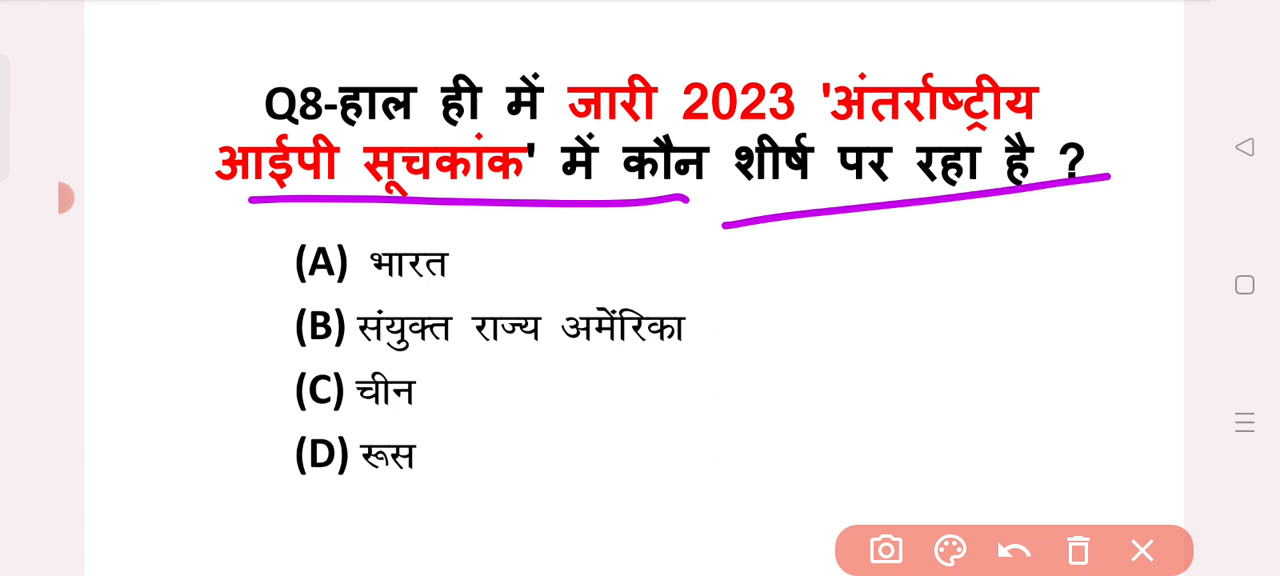 Q8-हाल ही में जारी 2023 'अंतर्राष्ट्रीय
आईपी सूचकांक' में कौन शीर्ष पर रहा है ?
(A) भारत
(B) संयुक्त राज्य अमेंरिका
(C) चीन
(D) रूस